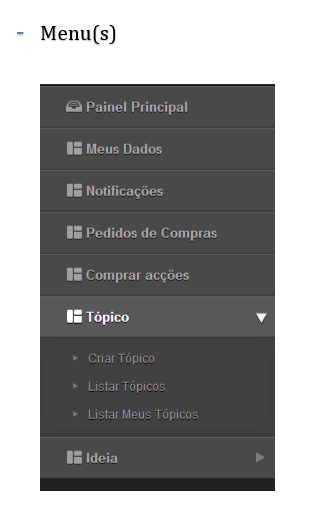 - Menu(s)
Painel Principal
Meus Dados
Notificações
Pedidos de Compras
Comprar acções
Tópico
Criar Tópico
Listar Tópicos
Listar Meus Tópicos
Ideia